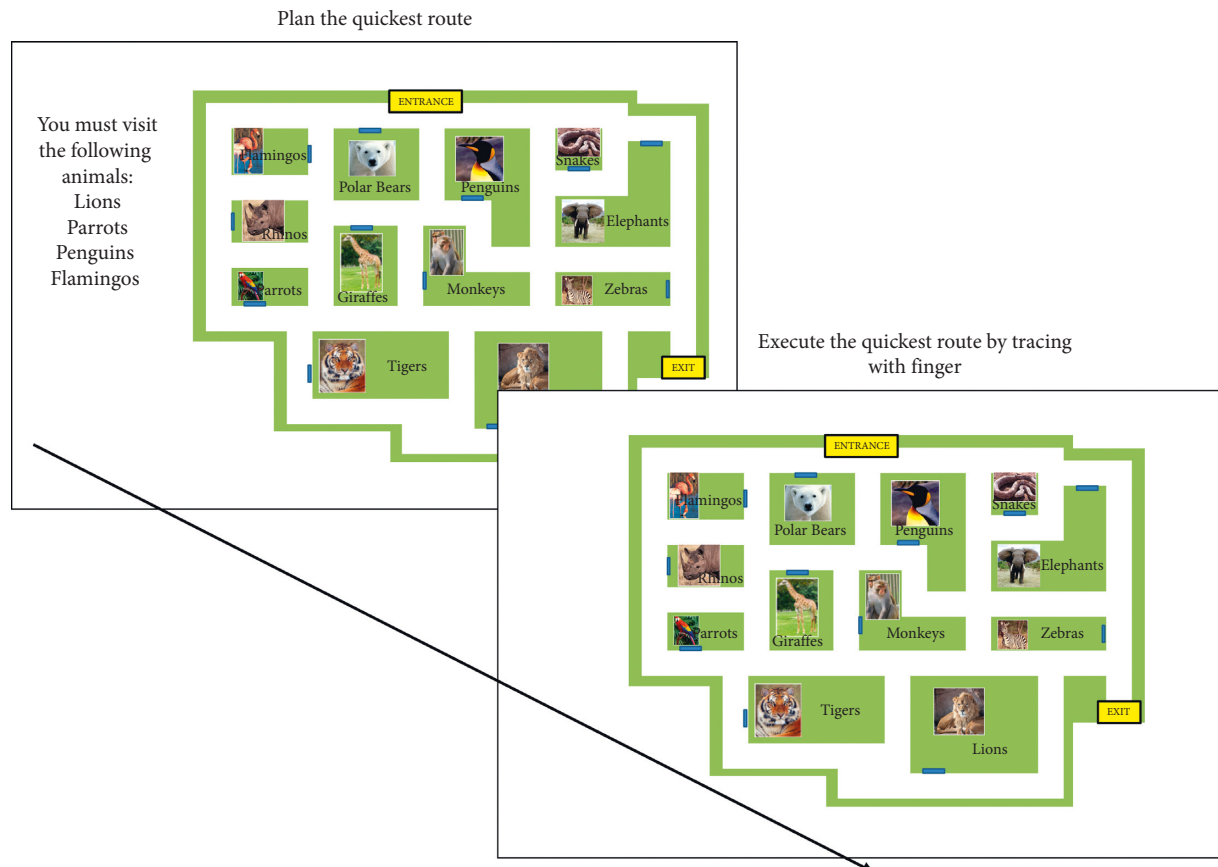 Plan the quickest route
You must visit
the following
animals:
Lions
Parrots
Penguins
Flamingos
ENTRANCE
Flamingos
Polar Bears
Penguins
Snakes
Rhinos
Elephants
Parrots
Giraffes
Monkeys
Zebras
Tigers
EXIT
Execute the quickest route by tracing
with finger
ENTRANCE
Flamingos
Polar Bears
Penguins
Snakes
Rhinos
Elephants
Parrots
Giraffes
Monkeys
Zebras
Tigers
Lions
EXIT